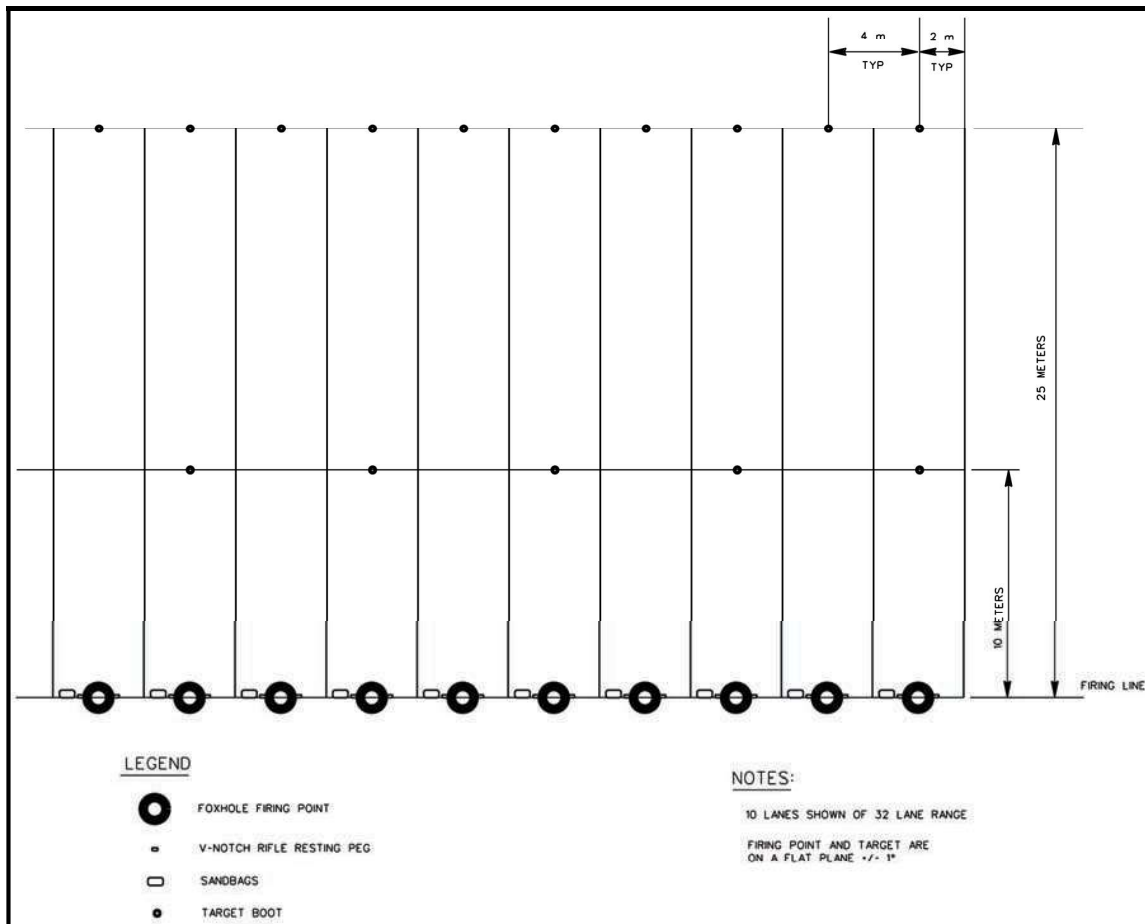 4 m
TYP
2 m
TYP
25 METERS
10 METERS
FIRING LINE
LEGEND
FOXHOLE FIRING POINT
V-NOTCH RIFLE RESTING PEG
SANDBAGS
TARGET BOOT
NOTES:
10 LANES SHOWN OF 32 LANE RANGE
FIRING POINT AND TARGET ARE
ON A FLAT PLANE +/- 1°